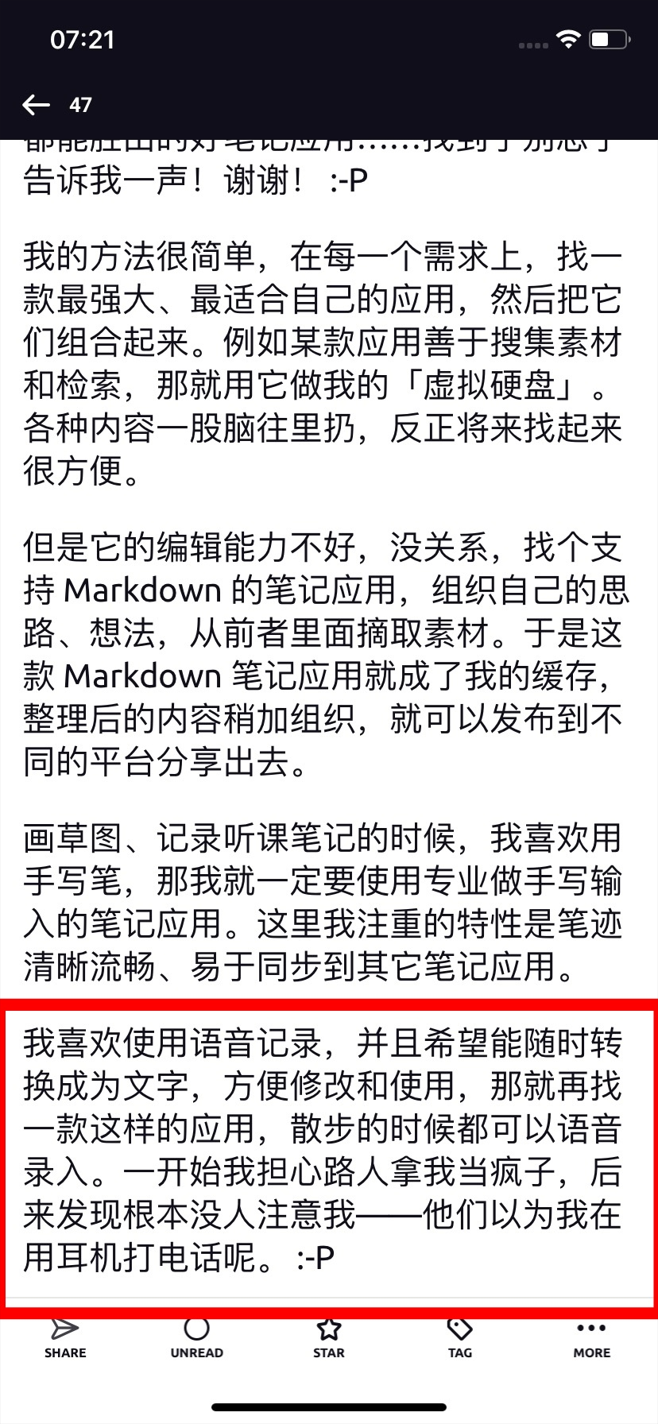 07:21
47
都能胜出的好笔记应用……找到了别忘了
告诉我一声！谢谢！ :-P
我的方法很简单，在每一个需求上，找一
款最强大、最适合自己的应用，然后把它
们组合起来。例如某款应用善于搜集素材
和检索，那就用它做我的「虚拟硬盘」。
各种内容一股脑往里扔，反正将来找起来
很方便。
但是它的编辑能力不好，没关系，找个支
持 Markdown 的笔记应用，组织自己的思
路、想法，从前者里面摘取素材。于是这
款 Markdown 笔记应用就成了我的缓存，
整理后的内容稍加组织，就可以发布到不
同的平台分享出去。
画草图、记录听课笔记的时候，我喜欢用
手写笔，那我就一定要使用专业做手写输
入的笔记应用。这里我注重的特性是笔迹
清晰流畅、易于同步到其它笔记应用。
我喜欢使用语音记录，并且希望能随时转
换成为文字，方便修改和使用，那就再找
一款这样的应用，散步的时候都可以语音
录入。一开始我担心路人拿我当疯子，后
来发现根本没人注意我——他们以为我在
用耳机打电话呢。 :-P
SHARE UNREAD STAR TAG MORE